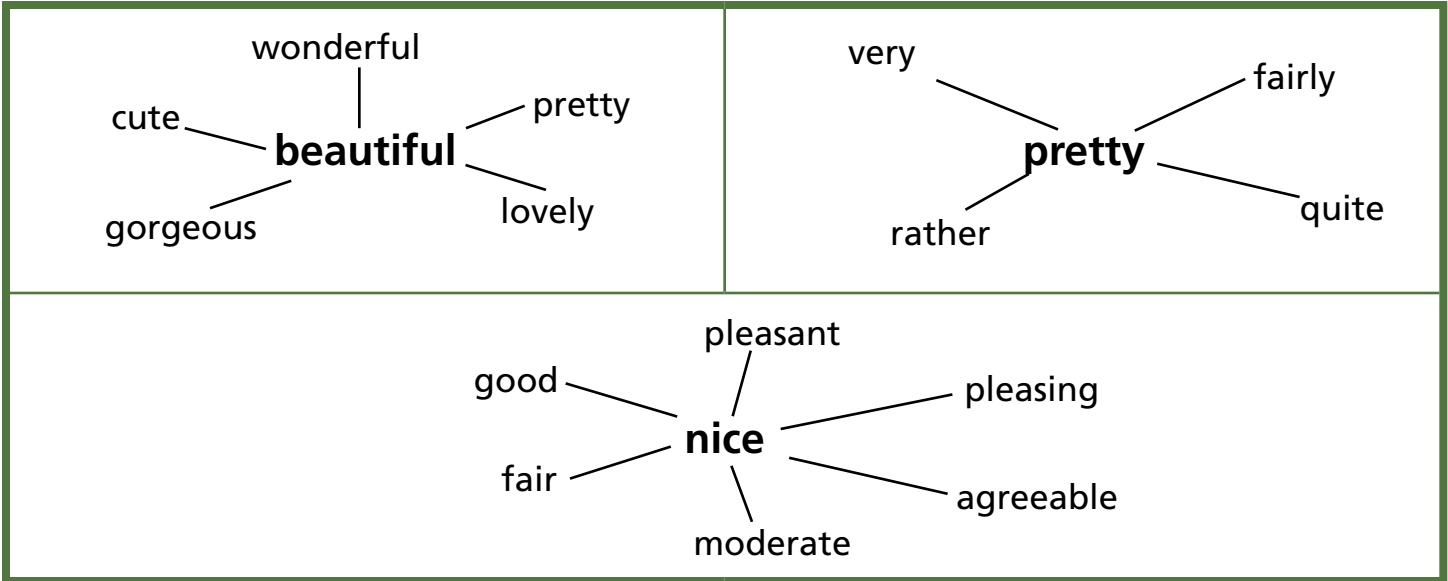 wonderful
cute
pretty
beautiful
gorgeous
lovely
very
fairly
pretty
rather
quite
pleasant
good
pleasing
nice
fair
agreeable
moderate